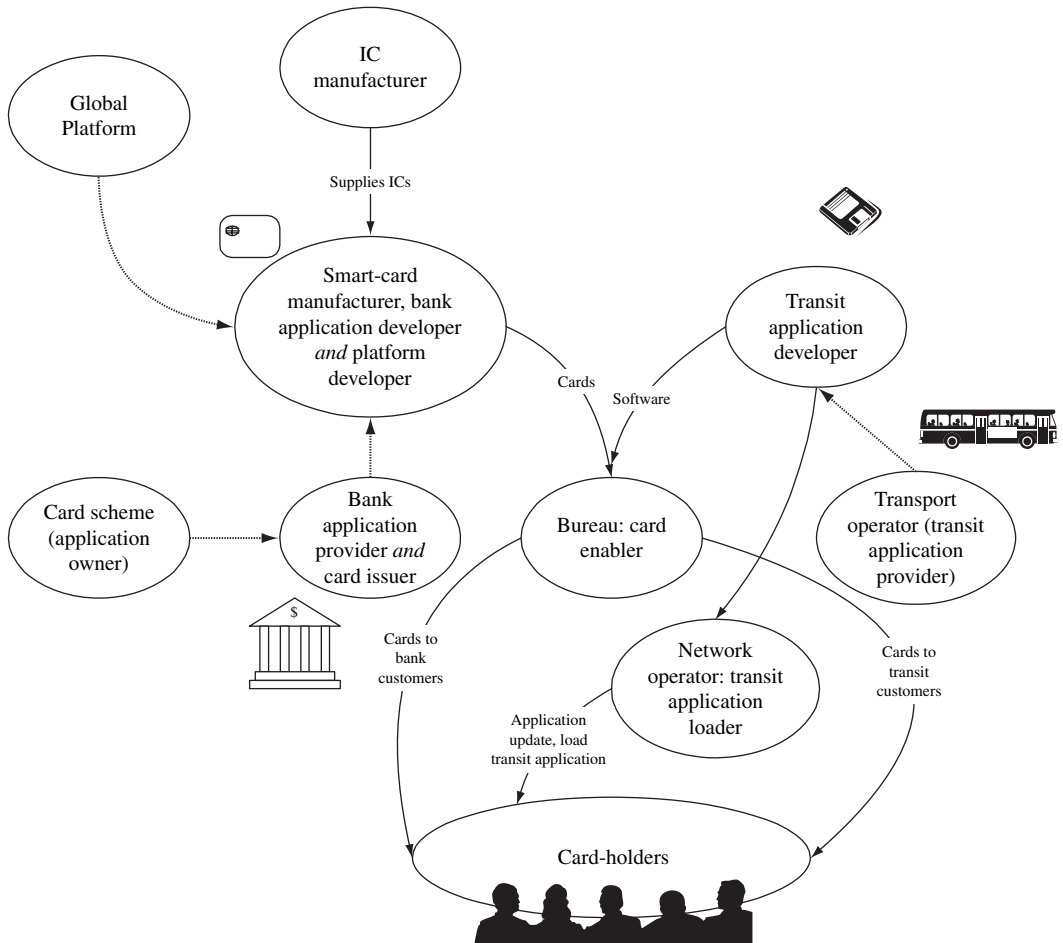 IC
manufacturer
Global
Platform
Supplies ICs
Smart-card
manufacturer, bank
application developer
and platform
developer
Transit
application
developer
Cards
Software
Card scheme
(application
owner)
Bank
application
provider and
card issuer
Bureau: card
enabler
Transport
operator (transit
application
provider)
$
Cards to
bank
customers
Network
operator: transit
application
loader
Cards to
transit
customers
Application
update, load
transit application
Card-holders